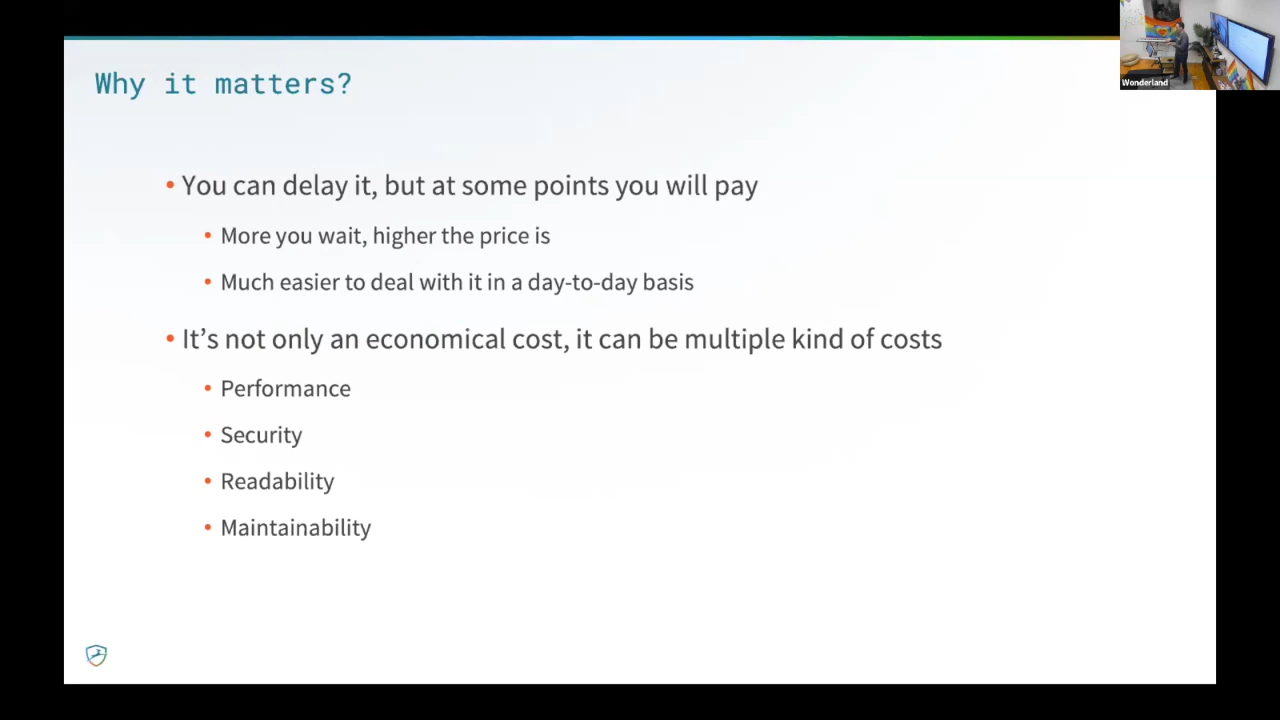 Why it matters?
Wonderland
• You can delay it, but at some points you will pay
• More you wait, higher the price is
• Much easier to deal with it in a day-to-day basis
• It’s not only an economical cost, it can be multiple kind of costs
• Performance
• Security
• Readability
• Maintainability